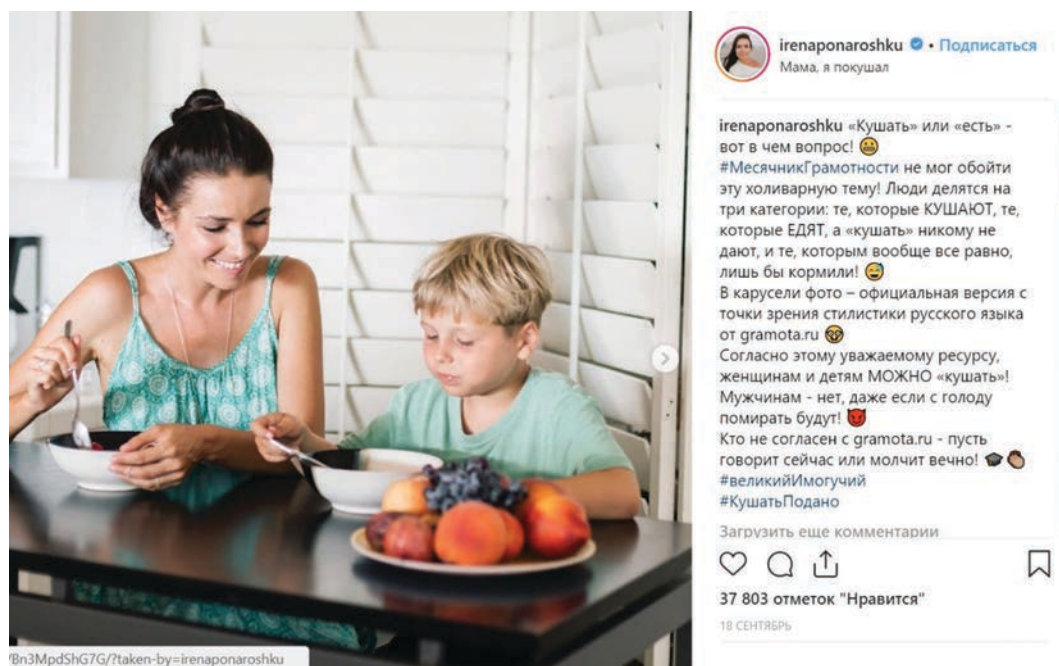 irenaponaroshku • Подписаться
Мама, я покушал
irenaponaroshku «Кушать» или «есть» -
вот в чем вопрос! 😬
#МесячникГрамотности не мог обойти
эту холиварную тему! Люди делятся на
три категории: те, которые КУШАЮТ, те,
которые ЕДЯТ, а «кушать» никому не
дают, и те, которым вообще все равно,
лишь бы кормили! 😅
В карусели фото – официальная версия с
точки зрения стилистики русского языка
от gramota.ru 🤓
Согласно этому уважаемому ресурсу,
женщинам и детям МОЖНО «кушать»!
Мужчинам - нет, даже если с голоду
помирать будут! 😈
Кто не согласен с gramota.ru - пусть
говорит сейчас или молчит вечно! 🎓
#великийИмогучий
#КушатьПодано
Загрузить еще комментарии
37 803 отметок "Нравится"
18 СЕНТЯБРЬ
/Bn3MpdShG7G/?taken-by=irenaponaroshku